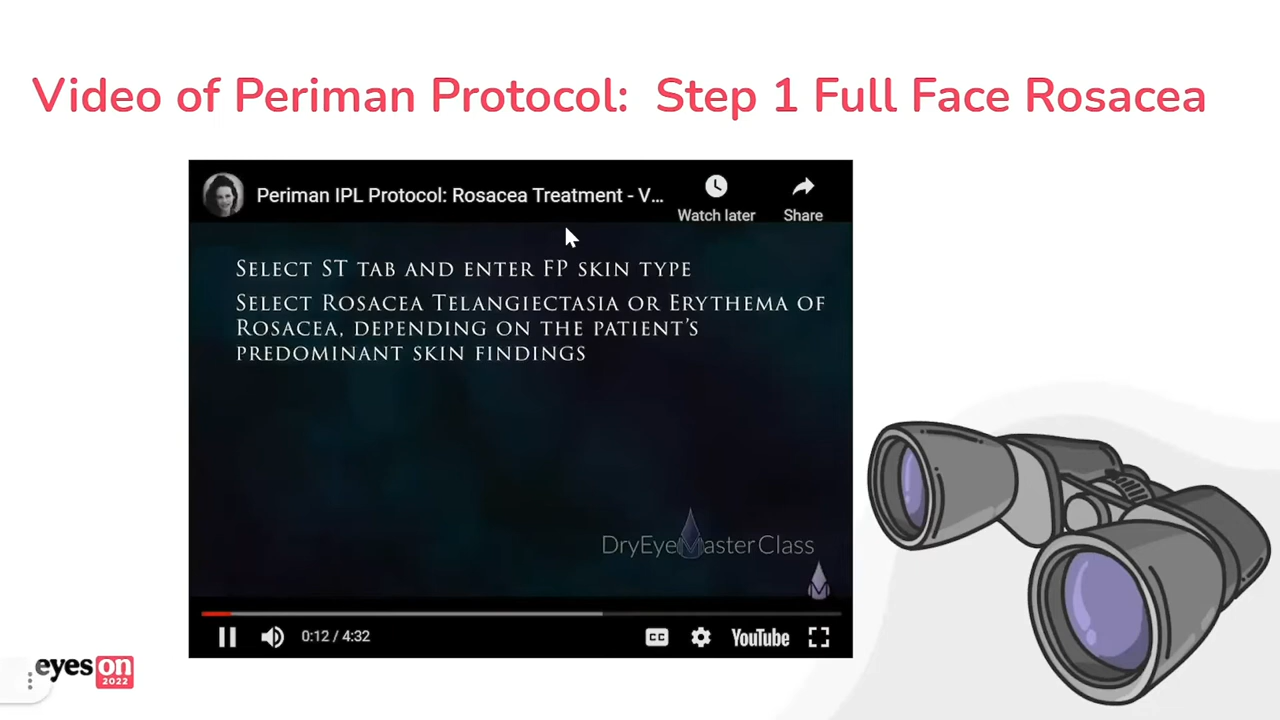 Video of Periman Protocol:  Step 1 Full Face Rosacea
Periman IPL Protocol: Rosacea Treatment - V...
Watch later
Share
SELECT ST TAB AND ENTER FP SKIN TYPE
SELECT ROSACEA TELANGIECTASIA OR ERYTHEMA OF
ROSACEA, DEPENDING ON THE PATIENT'S
PREDOMINANT SKIN FINDINGS
DryEyeMasterClass
M
0:12 / 4:32
CC
YouTube
eyes on
2022